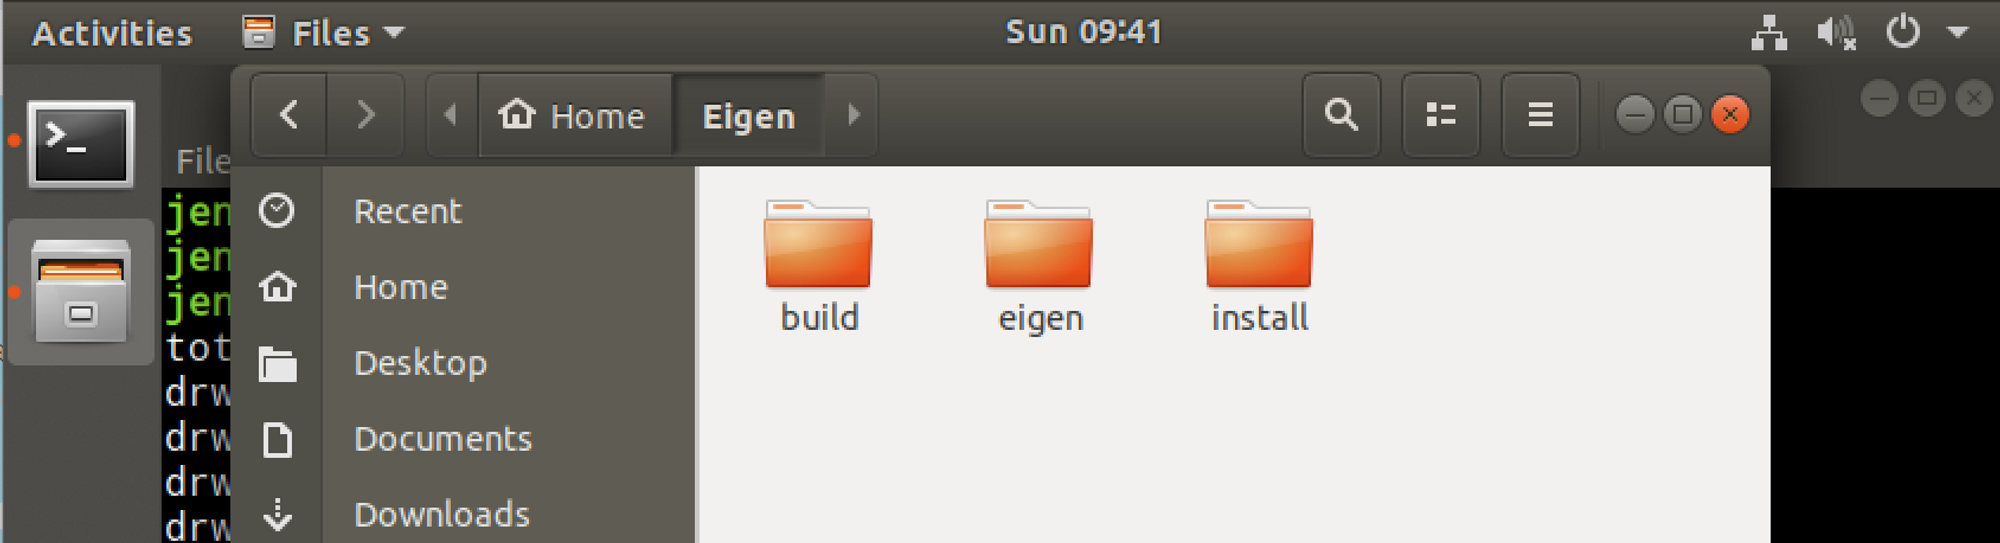 Activities Files Sun 09:41
Home Eigen
File
jen
jen
jen
tot
drw
drw
drw
drw
Recent
Home
Desktop
Documents
Downloads
build eigen install